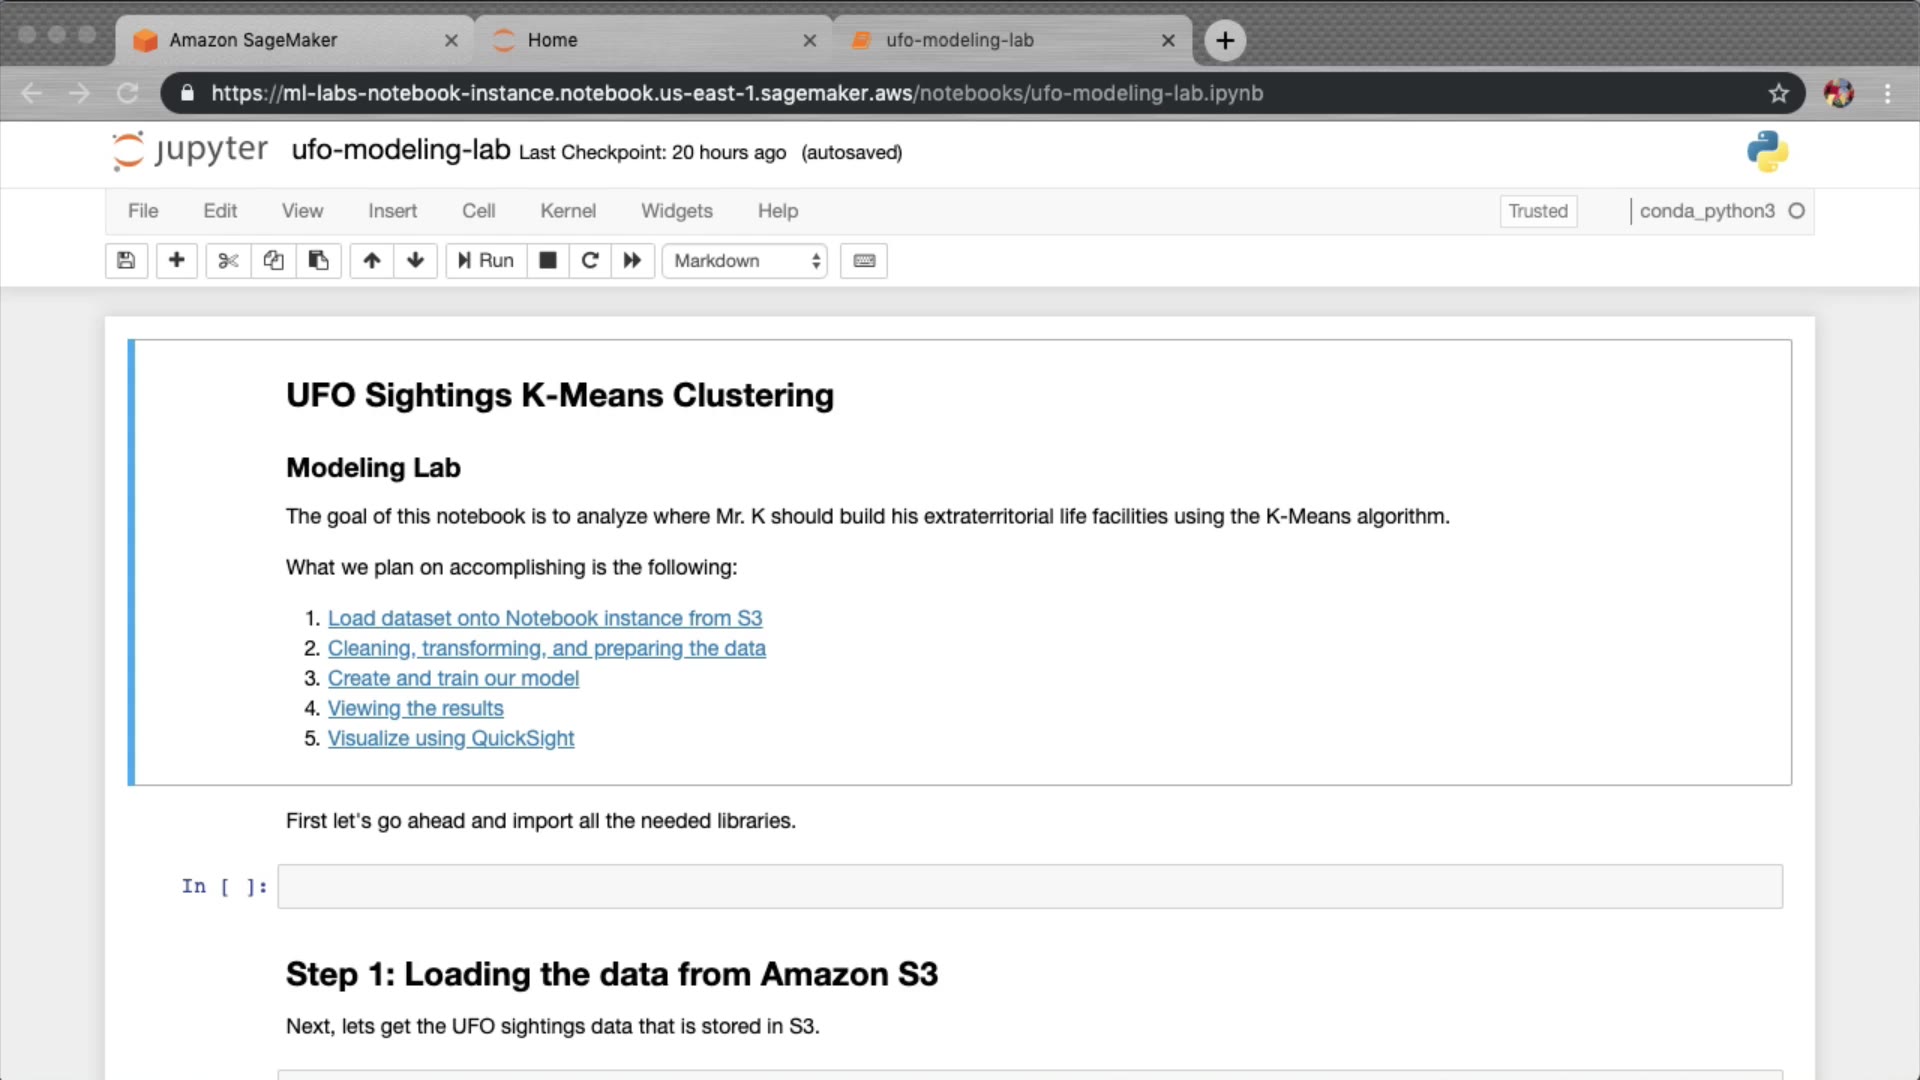 Amazon SageMaker
Home
ufo-modeling-lab
https://ml-labs-notebook-instance.notebook.us-east-1.sagemaker.aws/notebooks/ufo-modeling-lab.ipynb
jupyter ufo-modeling-lab Last Checkpoint: 20 hours ago (autosaved)
File Edit View Insert Cell Kernel Widgets Help Trusted conda_python3
Run Markdown
UFO Sightings K-Means Clustering
Modeling Lab
The goal of this notebook is to analyze where Mr. K should build his extraterritorial life facilities using the K-Means algorithm.
What we plan on accomplishing is the following:
1. Load dataset onto Notebook instance from S3
2. Cleaning, transforming, and preparing the data
3. Create and train our model
4. Viewing the results
5. Visualize using QuickSight
First let's go ahead and import all the needed libraries.
In [ ]:
Step 1: Loading the data from Amazon S3
Next, lets get the UFO sightings data that is stored in S3.